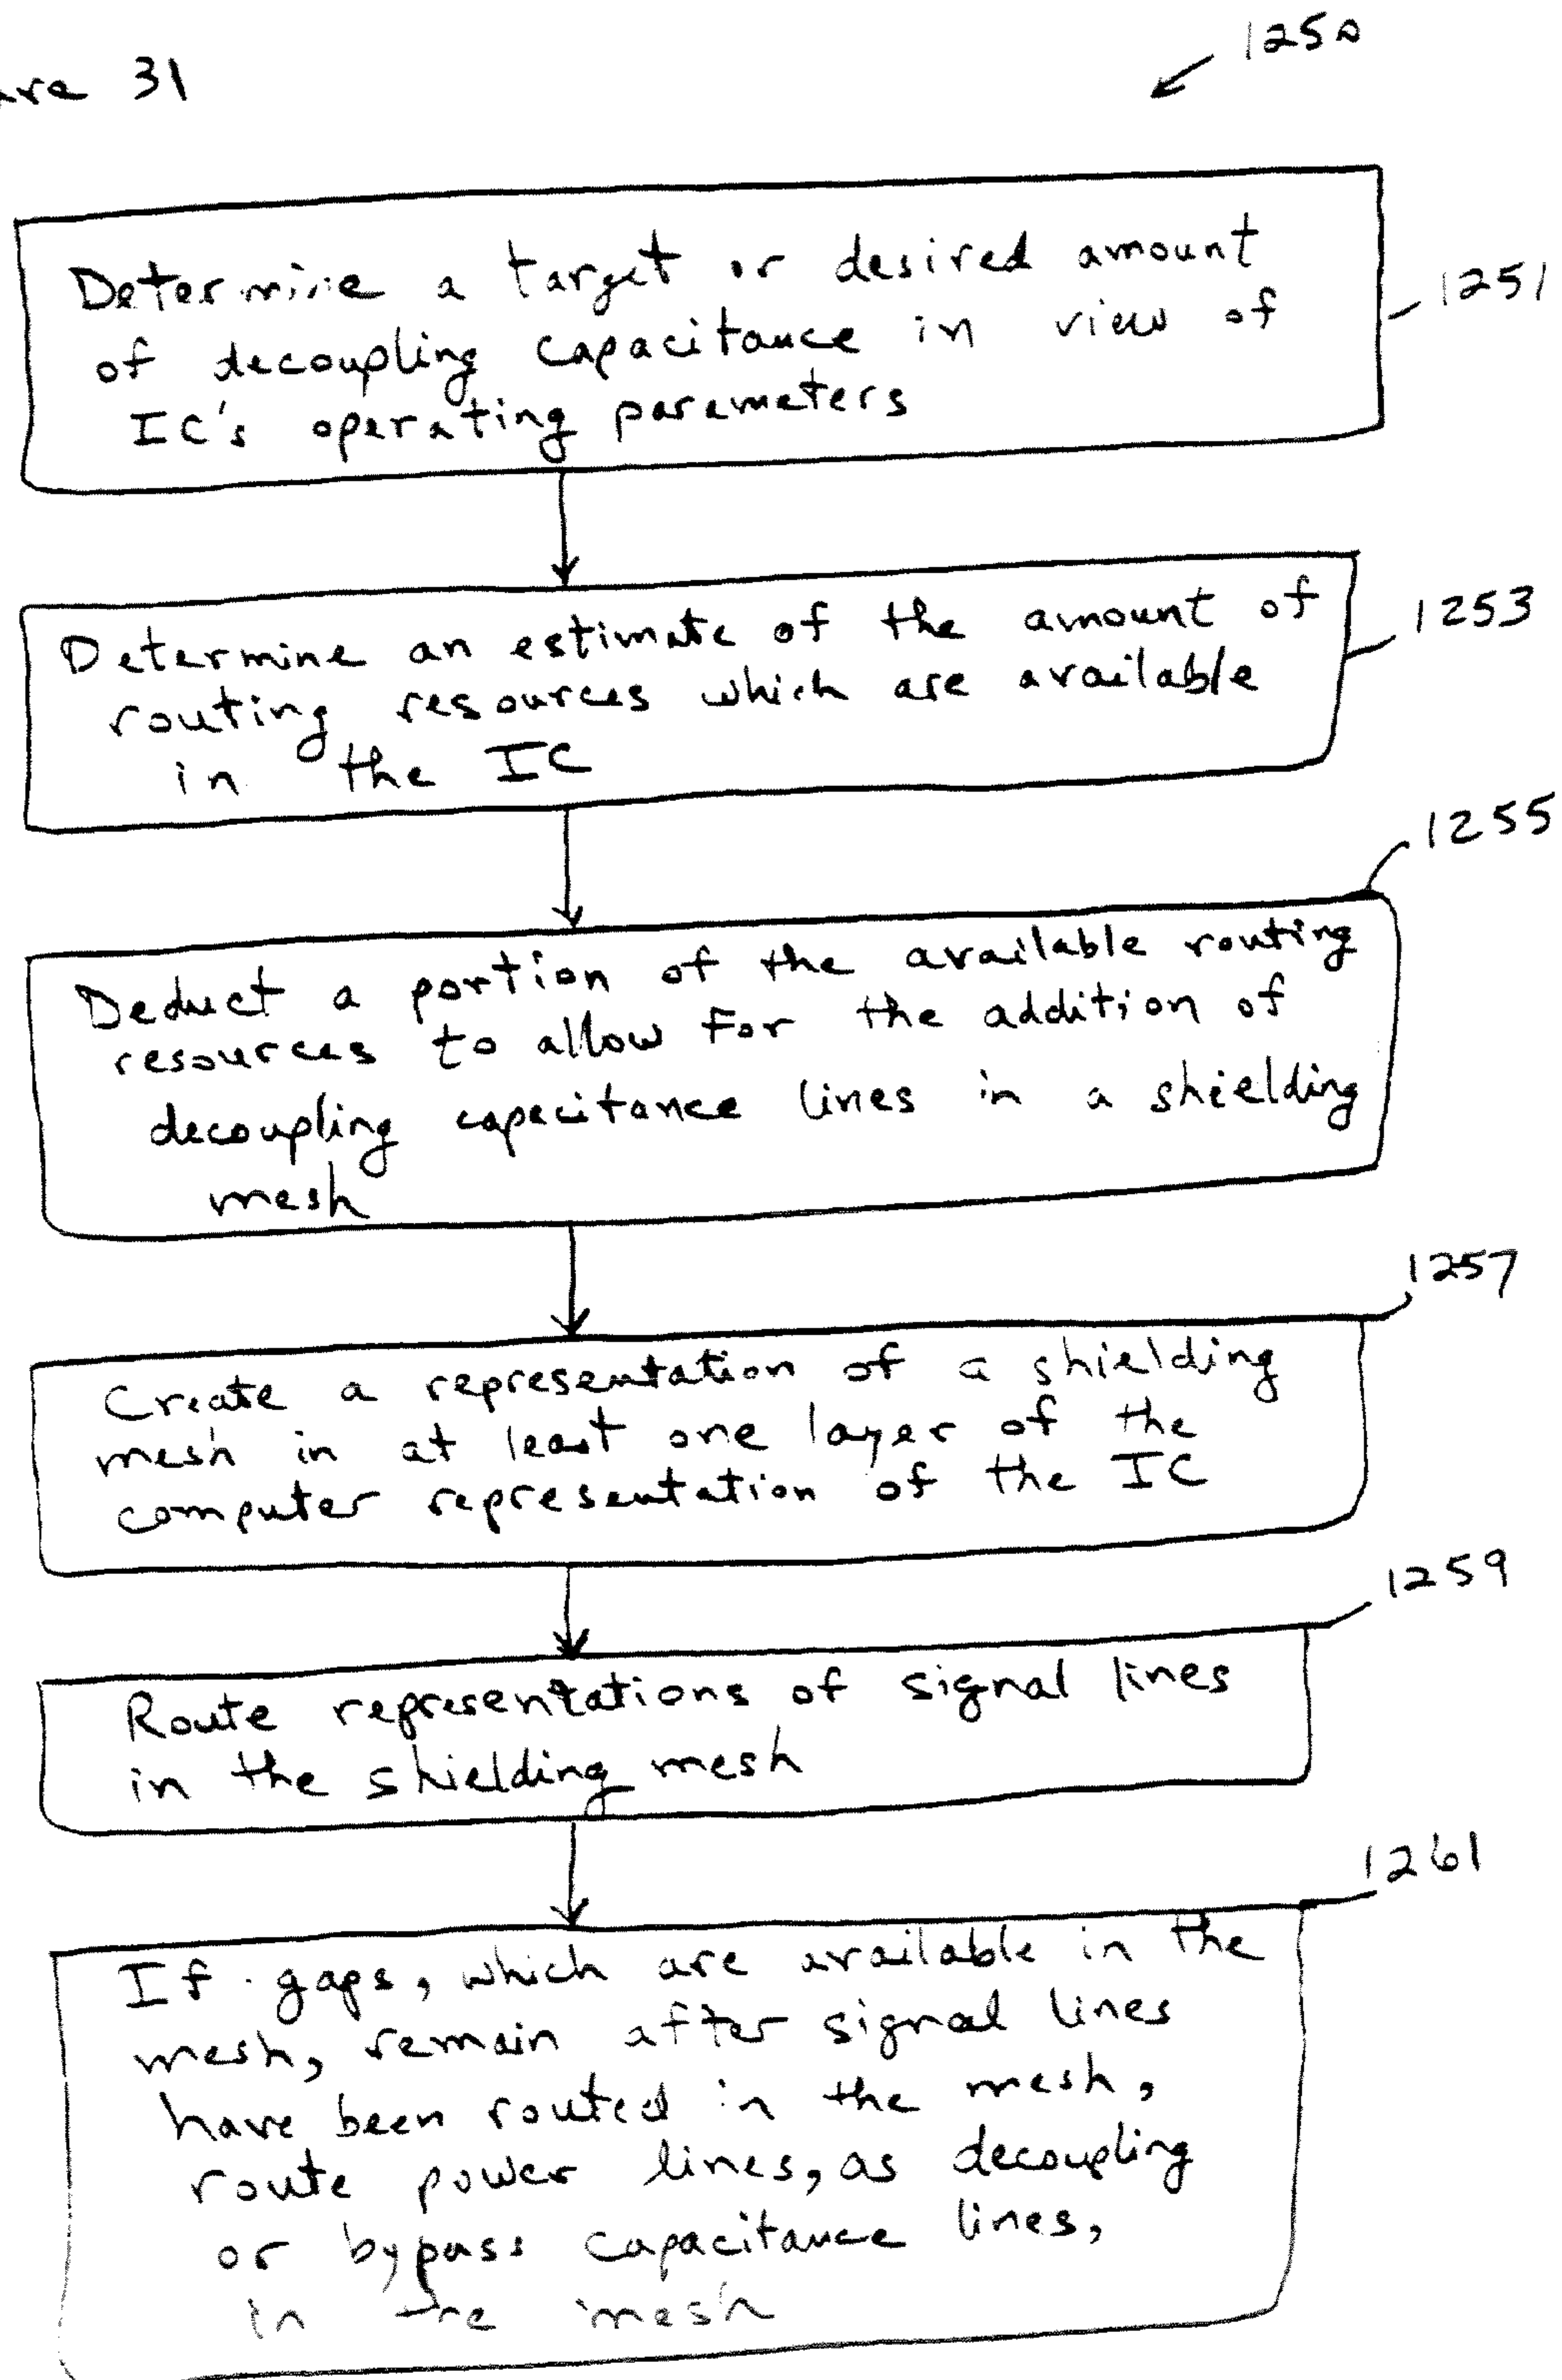 1250
ure 31
Determine a target or desired amount
of decoupling capacitance in view of
IC's operating parameters
1251
Determine an estimate of the amount of
routing resources which are available
in the IC
1253
1255
Deduct a portion of the available routing
resources to allow for the addition of
decoupling capacitance lines in a shielding
mesh
1257
Create a representation of a shielding
mesh in at least one layer of the
computer representation of the IC
1259
Route representations of signal lines
in the shielding mesh
1261
If gaps, which are available in the
mesh, remain after signal lines
have been routed in the mesh,
route power lines, as decoupling
or bypass capacitance lines,
in the mesh